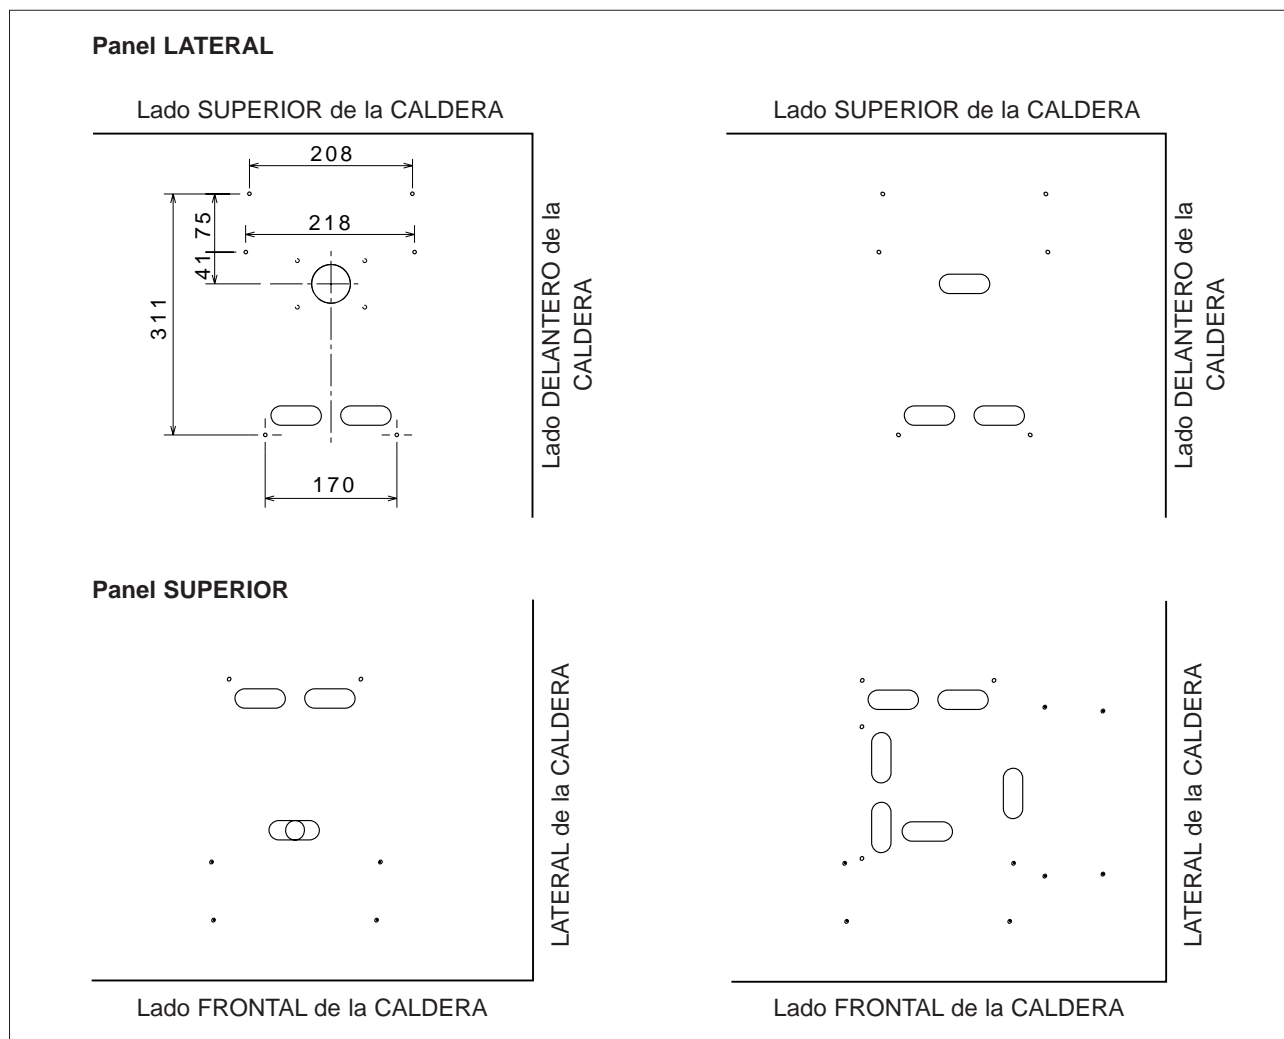 Panel LATERAL
Lado SUPERIOR de la CALDERA
208
75
218
41
311
170
Lado DELANTERO de la
CALDERA
Lado SUPERIOR de la CALDERA
Lado DELANTERO de la
CALDERA
Panel SUPERIOR
LATERAL de la CALDERA
Lado FRONTAL de la CALDERA
LATERAL de la CALDERA
Lado FRONTAL de la CALDERA